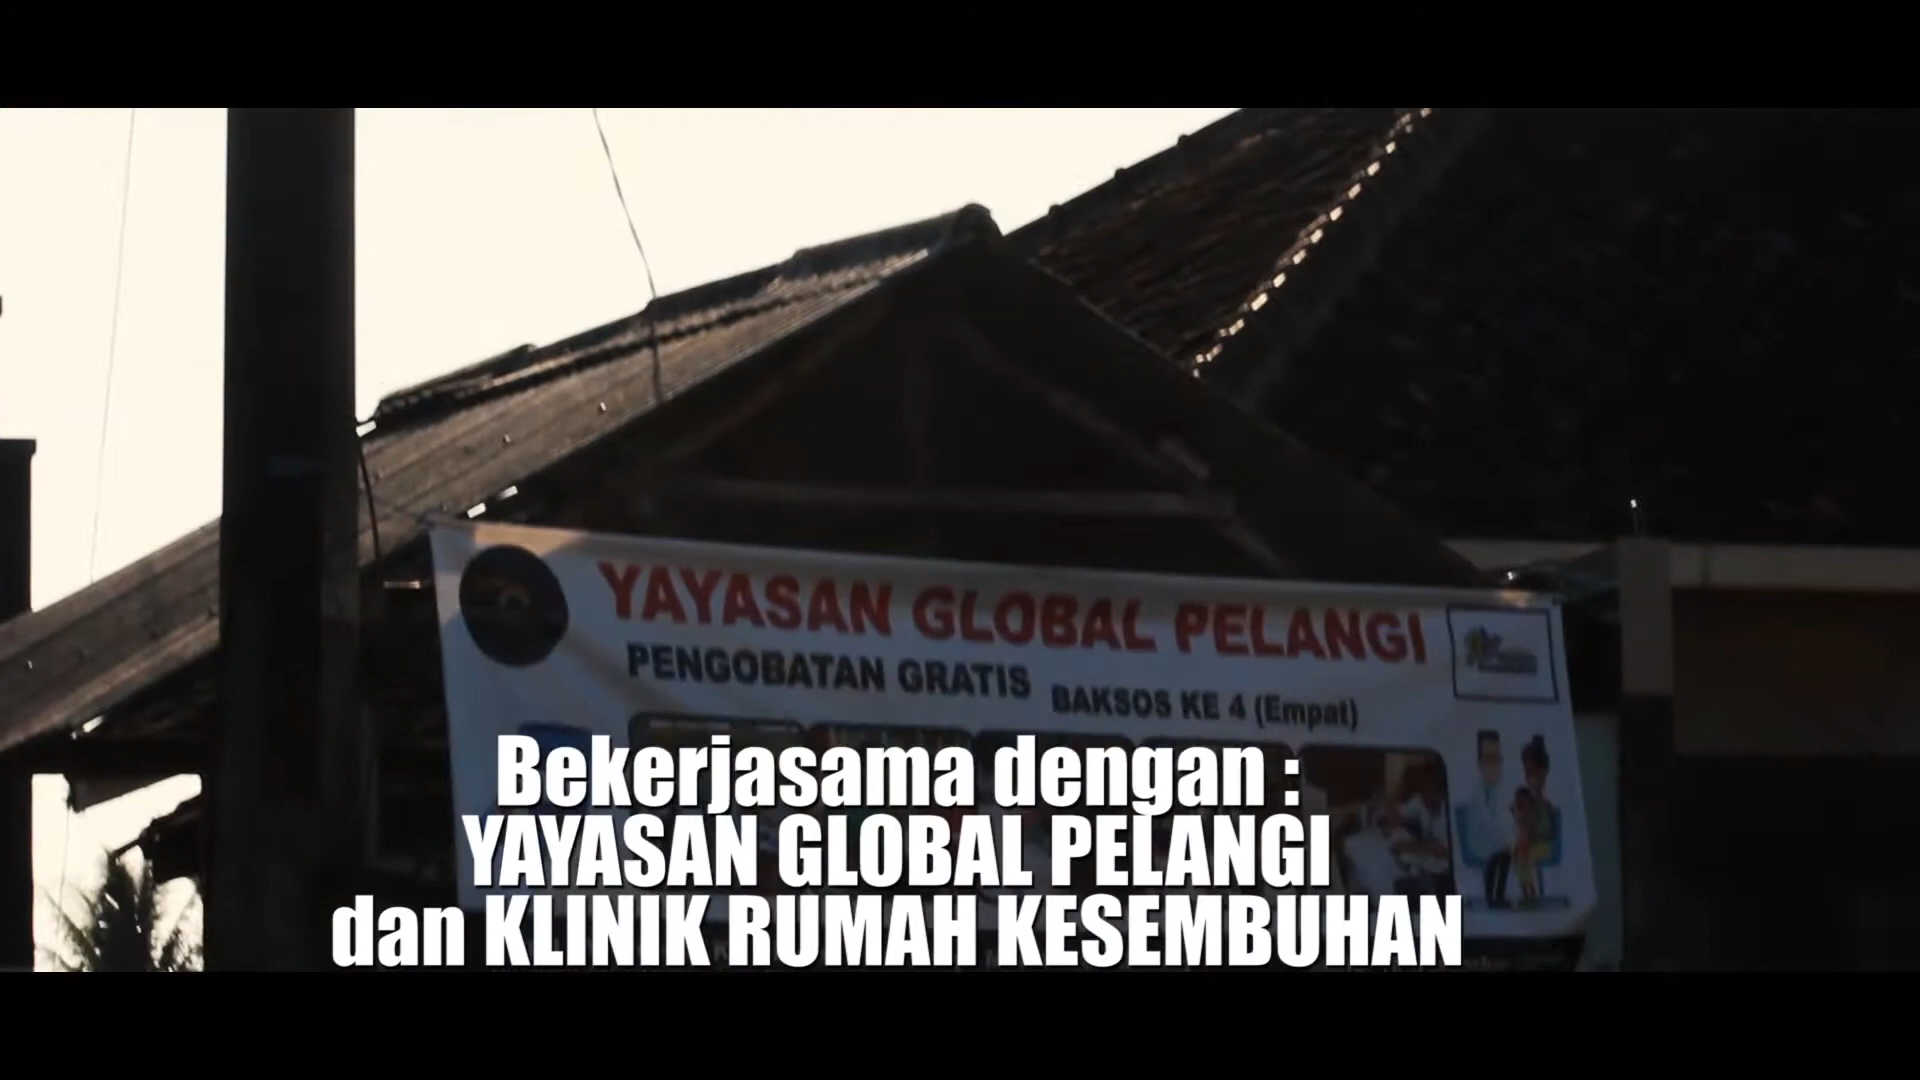 YAYASAN GLOBAL PELANGI
PENGOBATAN GRATIS
BAKSOS KE 4 (Empat)
Bekerjasama dengan :
YAYASAN GLOBAL PELANGI
dan KLINIK RUMAH KESEMBUHAN